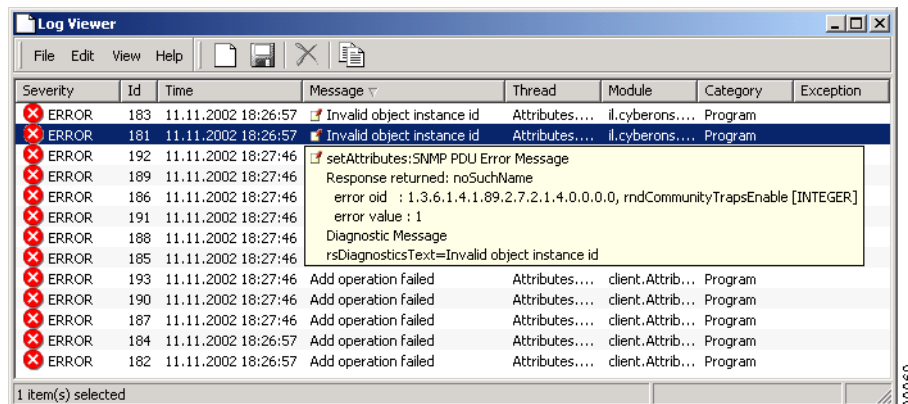 Log Viewer
File Edit View Help
Severity Id Time Message Thread Module Category Exception
ERROR 183 11.11.2002 18:26:57 Invalid object instance id Attributes.... il.cyberons.... Program
ERROR 181 11.11.2002 18:26:57 Invalid object instance id Attributes.... il.cyberons.... Program
ERROR 192 11.11.2002 18:27:46
setAttributes:SNMP PDU Error Message
ERROR 189 11.11.2002 18:27:46
Response returned: noSuchName
ERROR 186 11.11.2002 18:27:46
error oid : 1.3.6.1.4.1.89.2.7.2.1.4.0.0.0.0, rndCommunityTrapsEnable [INTEGER]
ERROR 191 11.11.2002 18:27:46
error value : 1
ERROR 188 11.11.2002 18:27:46
Diagnostic Message
ERROR 185 11.11.2002 18:27:46
rsDiagnosticsText=Invalid object instance id
ERROR 193 11.11.2002 18:27:46 Add operation failed Attributes.... client.Attrib... Program
ERROR 190 11.11.2002 18:27:46 Add operation failed Attributes.... client.Attrib... Program
ERROR 187 11.11.2002 18:27:46 Add operation failed Attributes.... client.Attrib... Program
ERROR 184 11.11.2002 18:26:57 Add operation failed Attributes.... client.Attrib... Program
ERROR 182 11.11.2002 18:26:57 Add operation failed Attributes.... client.Attrib... Program
1 item(s) selected